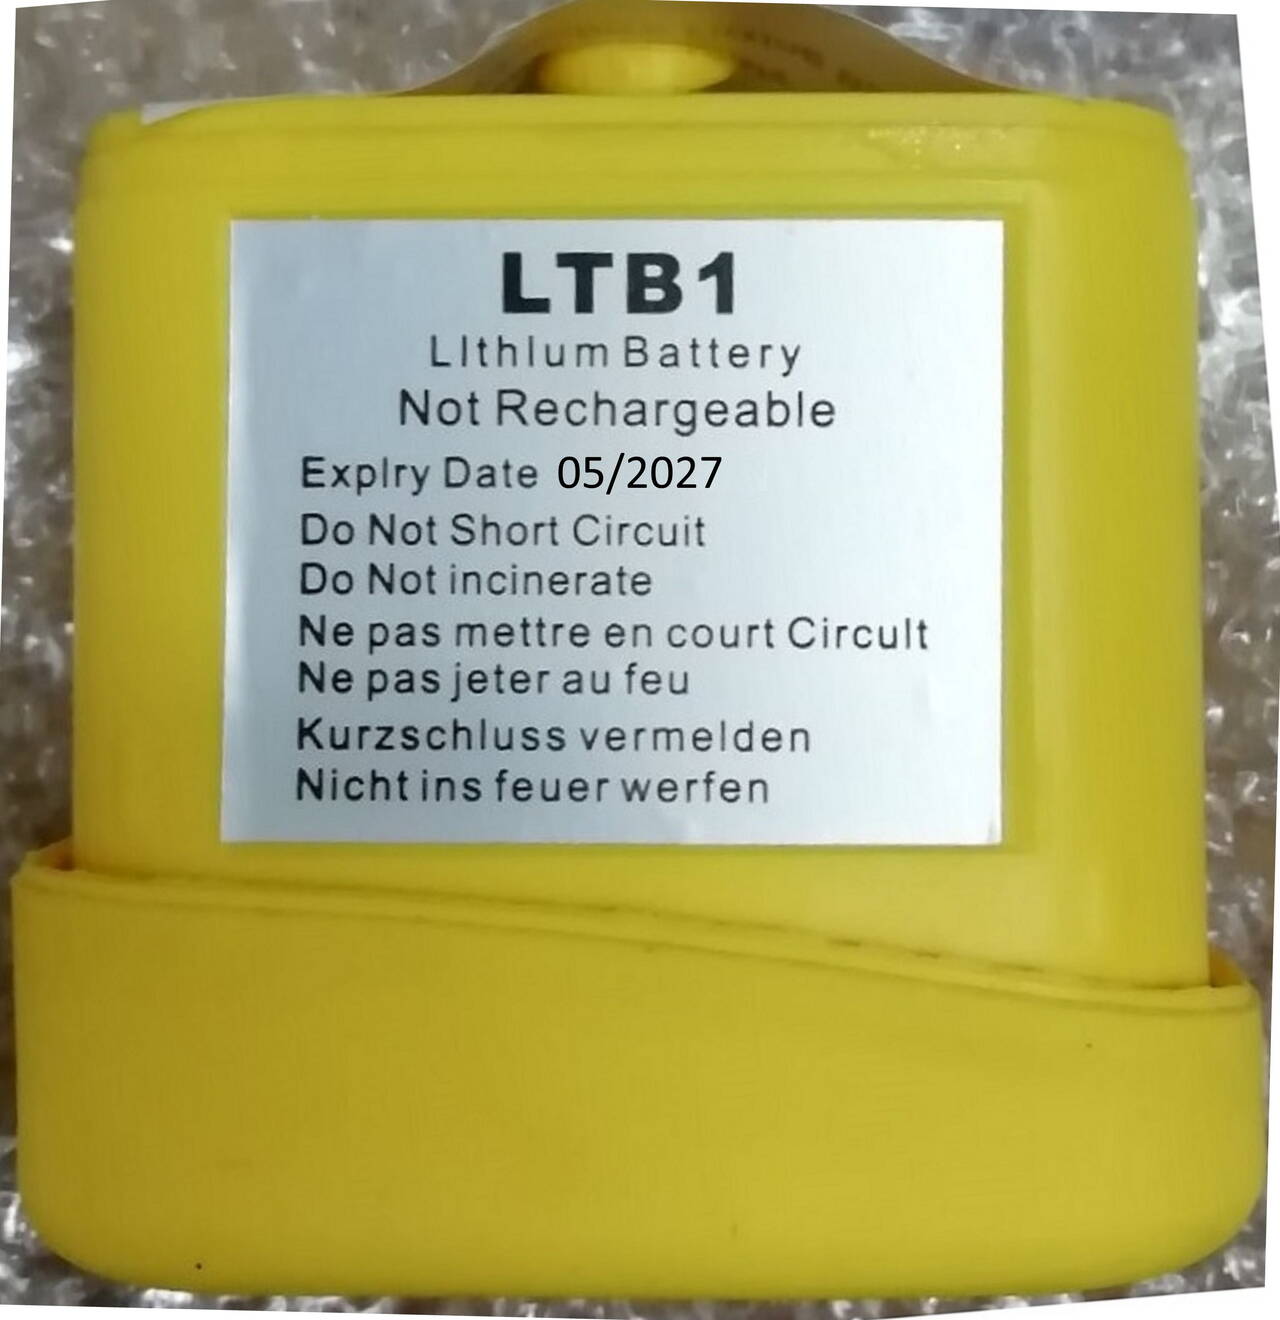 LTB1
LIthIum Battery
Not Rechargeable
ExpIry Date 05/2027
Do Not Short Circuit
Do Not incinerate
Ne pas mettre en court CircuIt
Ne pas jeter au feu
Kurzschluss vermelden
Nicht ins feuer werfen